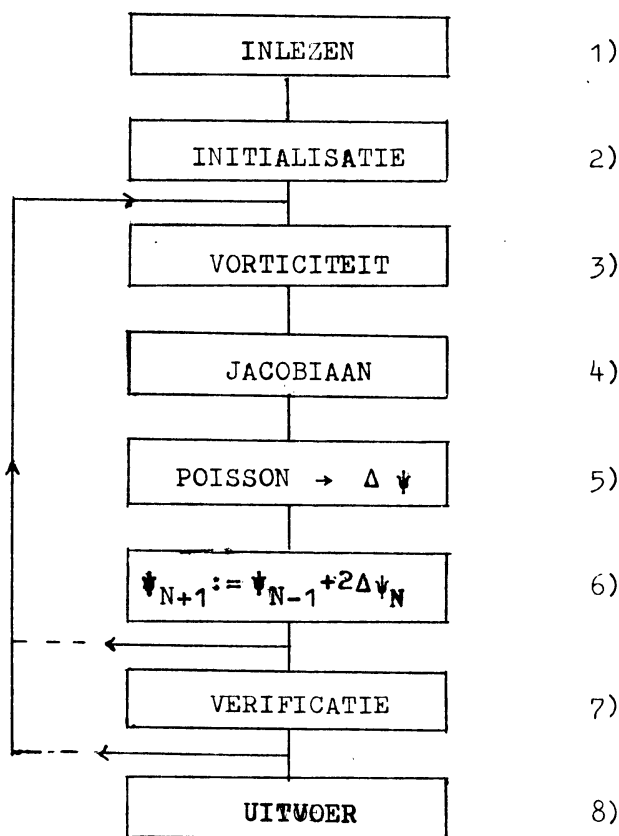 INLEZEN 1)
INITIALISATIE 2)
VORTICITEIT 3)
JACOBIAAN 4)
POISSON → Δ ψ 5)
ψN+1:= ψN-1+2ΔψN 6)
VERIFICATIE 7)
UITVOER 8)